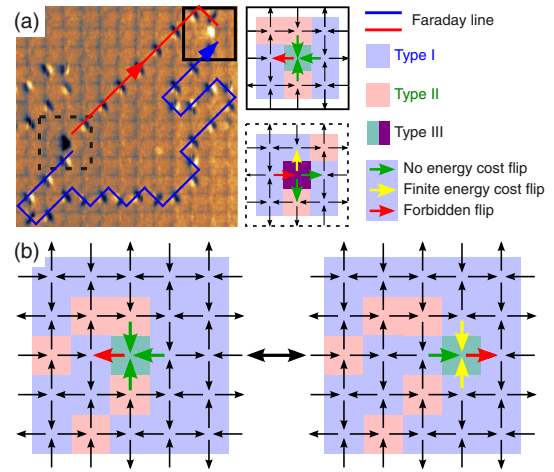 (a)
Faraday line
Type I
Type II
Type III
No energy cost flip
Finite energy cost flip
Forbidden flip
(b)